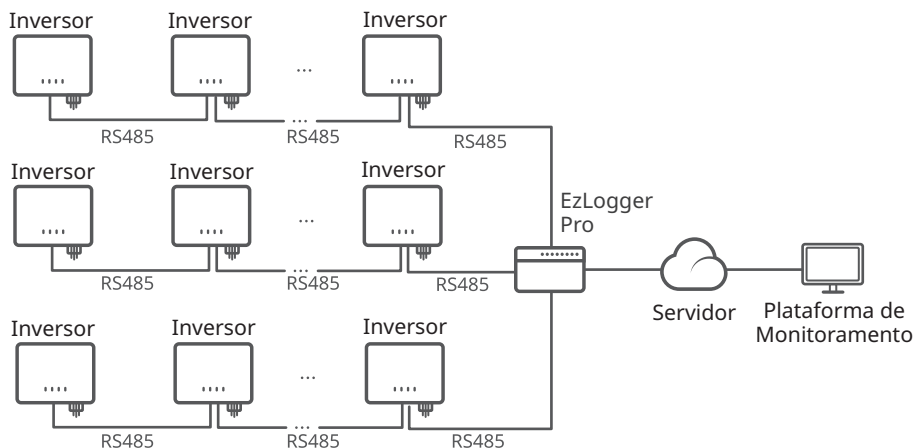 Inversor Inversor Inversor
...
...
RS485 RS485 RS485
Inversor Inversor Inversor
...
EzLogger
Pro
...
RS485 RS485 RS485
Servidor Plataforma de
Monitoramento
Inversor Inversor Inversor
...
...
RS485 RS485 RS485